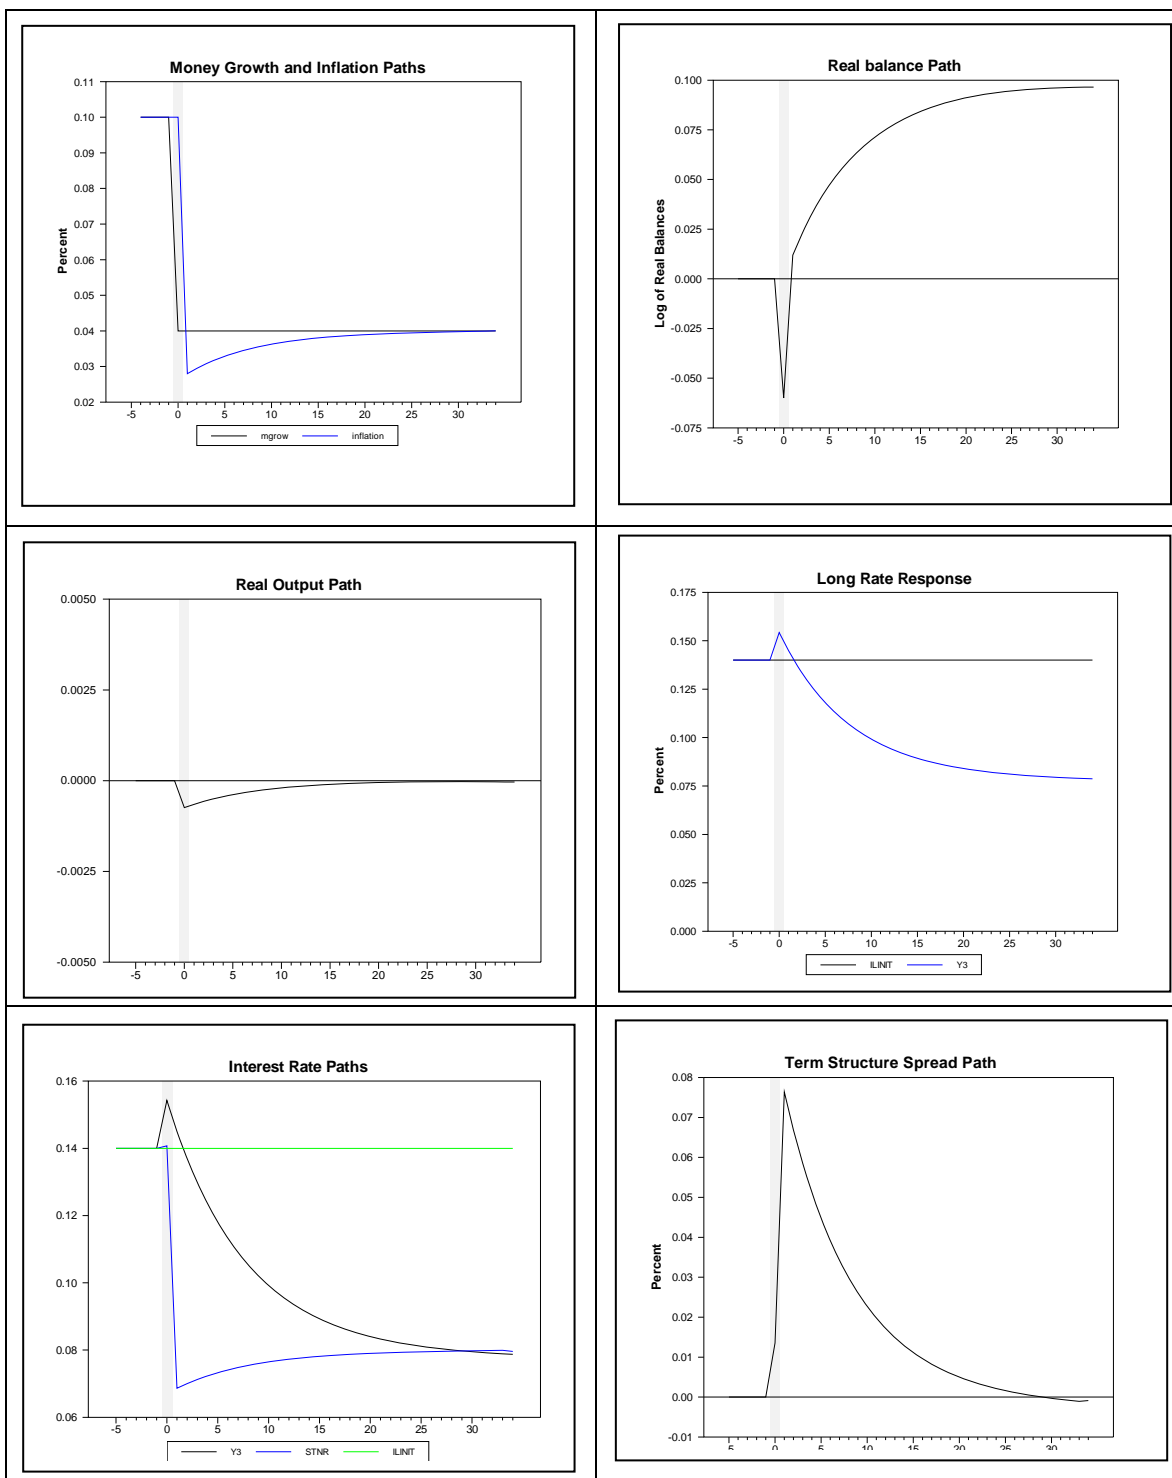 Money Growth and Inflation Paths
0.11
0.10
0.09
0.08
0.07
0.06
0.05
0.04
0.03
0.02
Percent
-5 0 5 10 15 20 25 30
mgrow inflation
Real balance Path
0.100
0.075
0.050
0.025
0.000
-0.025
-0.050
-0.075
Log of Real Balances
-5 0 5 10 15 20 25 30
Real Output Path
0.0050
0.0025
0.0000
-0.0025
-0.0050
-5 0 5 10 15 20 25 30
Long Rate Response
0.175
0.150
0.125
0.100
0.075
0.050
0.025
0.000
Percent
-5 0 5 10 15 20 25 30
ILINIT Y3
Interest Rate Paths
0.16
0.14
0.12
0.10
0.08
0.06
-5 0 5 10 15 20 25 30
Y3 STNR ILINIT
Term Structure Spread Path
0.08
0.07
0.06
0.05
0.04
0.03
0.02
0.01
0.00
-0.01
Percent
5 0 5 10 15 20 25 30